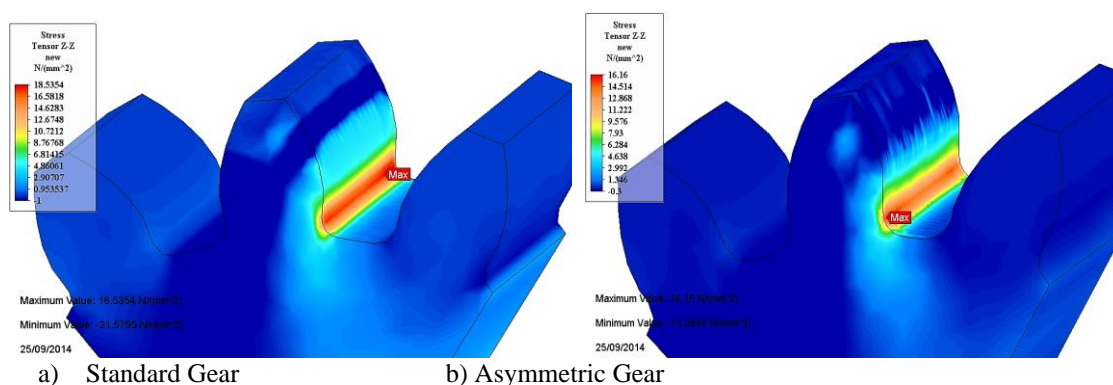 Stress
Tensor Z-Z
new
N/(mm^2)
18.5354
16.5818
14.6283
12.6748
10.7212
8.76768
6.81415
4.86061
2.90707
0.953537
-1
Max
Maximum Value: 18.5354 N/(mm^2)
Minimum Value: -21.5795 N/(mm^2)
25/09/2014
a) Standard Gear
Stress
Tensor Z-Z
new
N/(mm^2)
16.16
14.514
12.868
11.222
9.576
7.93
6.284
4.638
2.992
1.346
-0.3
Max
Maximum Value: 16.16 N/(mm^2)
Minimum Value:
25/09/2014
b) Asymmetric Gear